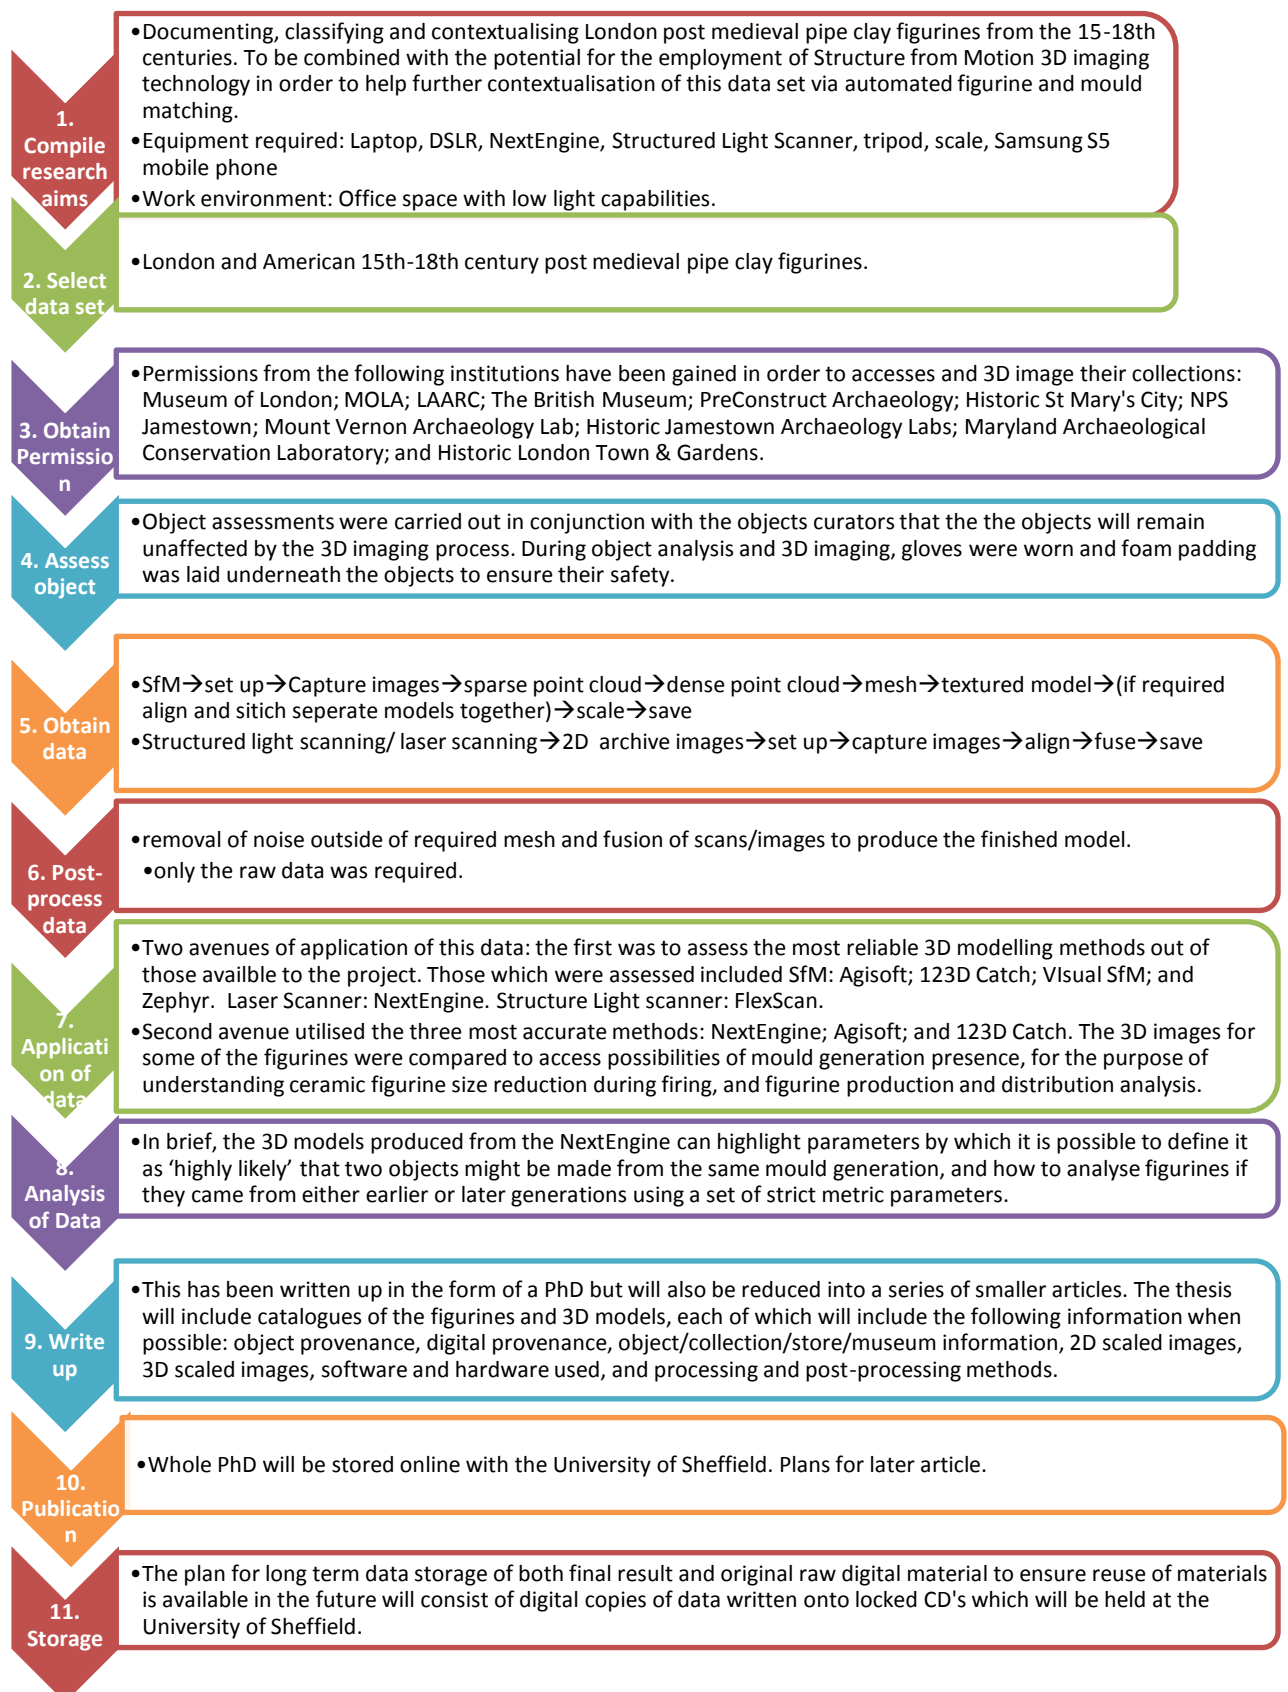 1.
Compile
research
aims
•Documenting, classifying and contextualising London post medieval pipe clay figurines from the 15-18th
centuries. To be combined with the potential for the employment of Structure from Motion 3D imaging
technology in order to help further contextualisation of this data set via automated figurine and mould
matching.
•Equipment required: Laptop, DSLR, NextEngine, Structured Light Scanner, tripod, scale, Samsung S5
mobile phone
•Work environment: Office space with low light capabilities.
2. Select
data set
•London and American 15th-18th century post medieval pipe clay figurines.
3. Obtain
Permissio
n
•Permissions from the following institutions have been gained in order to accesses and 3D image their collections:
Museum of London; MOLA; LAARC; The British Museum; PreConstruct Archaeology; Historic St Mary's City; NPS
Jamestown; Mount Vernon Archaeology Lab; Historic Jamestown Archaeology Labs; Maryland Archaeological
Conservation Laboratory; and Historic London Town & Gardens.
4. Assess
object
•Object assessments were carried out in conjunction with the objects curators that the the objects will remain
unaffected by the 3D imaging process. During object analysis and 3D imaging, gloves were worn and foam padding
was laid underneath the objects to ensure their safety.
5. Obtain
data
•SfM→set up→Capture images→sparse point cloud→dense point cloud→mesh→textured model→(if required
align and sitich seperate models together)→scale→save
•Structured light scanning/ laser scanning→2D archive images→set up→capture images→align→fuse→save
6. Post-
process
data
•removal of noise outside of required mesh and fusion of scans/images to produce the finished model.
•only the raw data was required.
7.
Applicati
on of
data
•Two avenues of application of this data: the first was to assess the most reliable 3D modelling methods out of
those availble to the project. Those which were assessed included SfM: Agisoft; 123D Catch; VIsual SfM; and
Zephyr. Laser Scanner: NextEngine. Structure Light scanner: FlexScan.
•Second avenue utilised the three most accurate methods: NextEngine; Agisoft; and 123D Catch. The 3D images for
some of the figurines were compared to access possibilities of mould generation presence, for the purpose of
understanding ceramic figurine size reduction during firing, and figurine production and distribution analysis.
8.
Analysis
of Data
•In brief, the 3D models produced from the NextEngine can highlight parameters by which it is possible to define it
as ‘highly likely’ that two objects might be made from the same mould generation, and how to analyse figurines if
they came from either earlier or later generations using a set of strict metric parameters.
9. Write
up
•This has been written up in the form of a PhD but will also be reduced into a series of smaller articles. The thesis
will include catalogues of the figurines and 3D models, each of which will include the following information when
possible: object provenance, digital provenance, object/collection/store/museum information, 2D scaled images,
3D scaled images, software and hardware used, and processing and post-processing methods.
10.
Publicatio
n
•Whole PhD will be stored online with the University of Sheffield. Plans for later article.
11.
Storage
•The plan for long term data storage of both final result and original raw digital material to ensure reuse of materials
is available in the future will consist of digital copies of data written onto locked CD's which will be held at the
University of Sheffield.